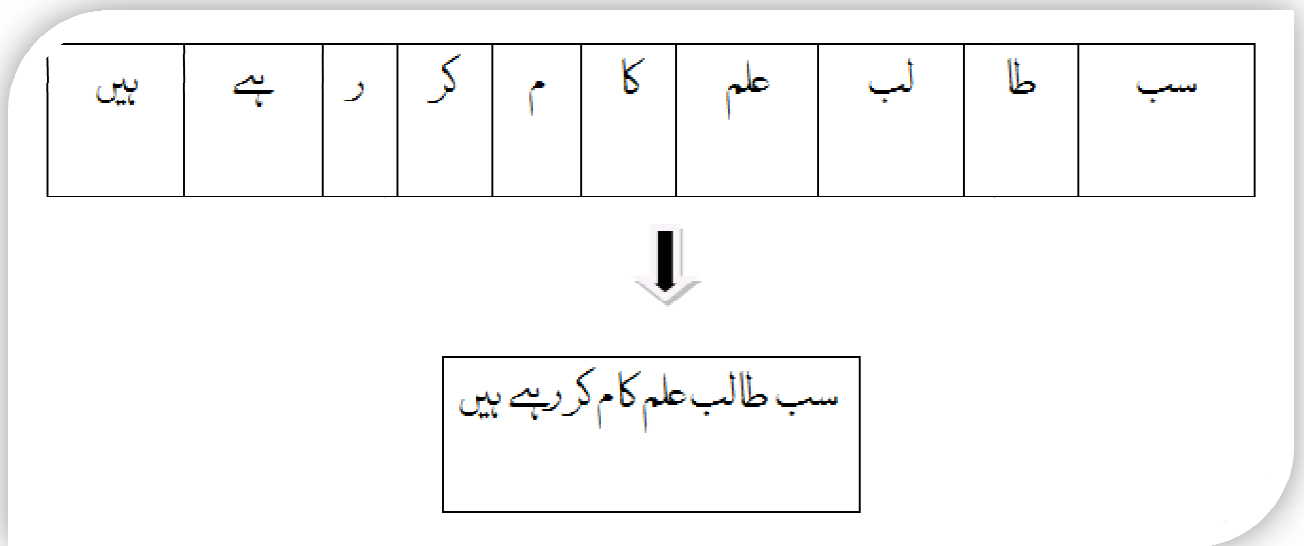 سب طا لب علم کا م کر ر ہے ہیں
سب طالب علم کام کر رہے ہیں